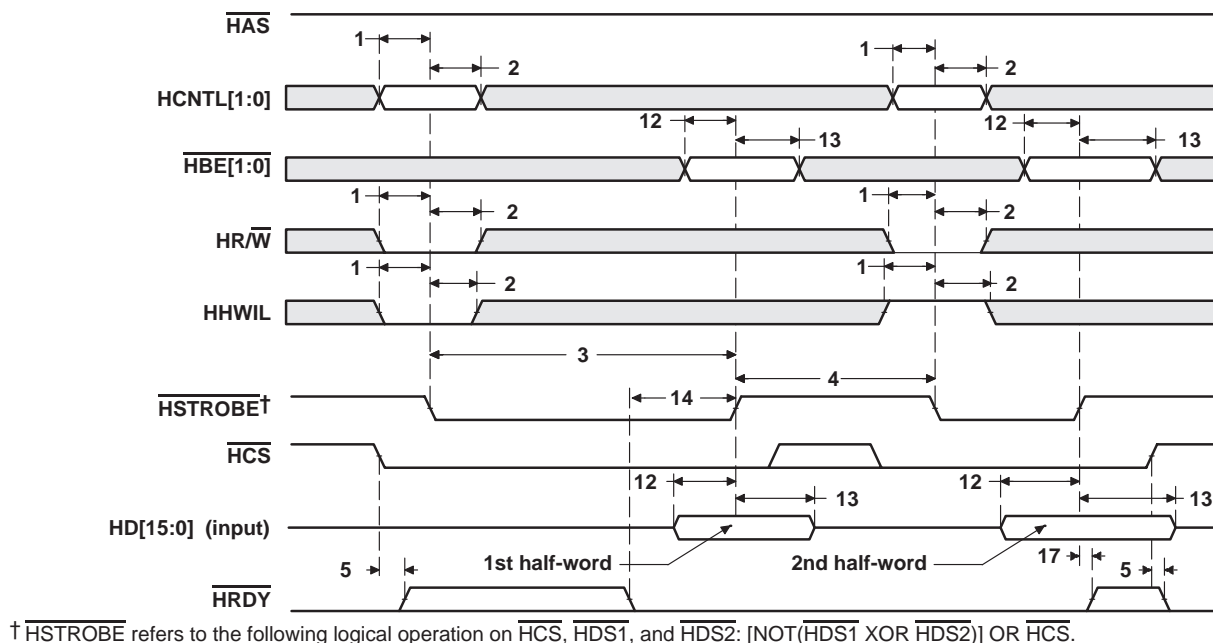 HAS
1
2
1
2
HCNTL[1:0]
12
13
12
13
HBE[1:0]
1
2
1
2
HR/W
1
2
1
2
HHWIL
3
4
14
HSTROBE†
HCS
12
13
12
13
HD[15:0] (input)
1st half-word
2nd half-word
5
17
5
HRDY
† HSTROBE refers to the following logical operation on HCS, HDS1, and HDS2: [NOT(HDS1 XOR HDS2)] OR HCS.